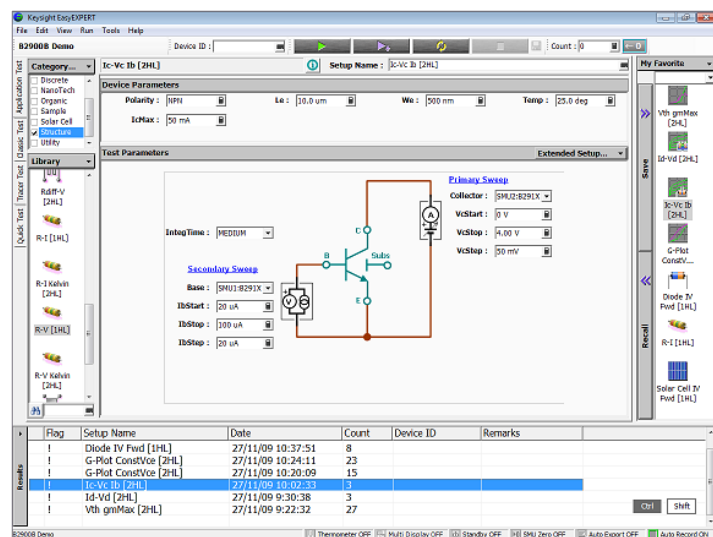 Keysight EasyEXPERT
File Edit View Run Tools Help
B2900B Demo Device ID : Count : 0
Application Test
Classic Test
Tracer Test
Quick Test
Category...
Discrete
NanoTech
Organic
Sample
Solar Cell
Structure
Utility
Library
Rdiff-V
[2HL]
R-I [1HL]
R-I Kelvin
[2HL]
R-V [1HL]
R-V Kelvin
[2HL]
Ic-Vc Ib [2HL] Setup Name : Ic-Vc Ib [2HL]
Device Parameters
Polarity : NPN Le : 10.0 um We : 500 nm Temp : 25.0 deg
IcMax : 50 mA
Test Parameters Extended Setup...
IntegTime : MEDIUM
Secondary Sweep
Base : SMU1:B291X
IbStart : 20 uA
IbStop : 100 uA
IbStep : 20 uA
C
B
Subs
E
V
A
Primary Sweep
Collector : SMU2:B291X
VcStart : 0 V
VcStop : 4.00 V
VcStep : 50 mV
Save
Recall
My Favorite
Vth gmMax
[2HL]
Id-Vd [2HL]
Ic-Vc Ib
[2HL]
G-Plot
ConstV...
Diode IV
Fwd [1HL]
R-I [1HL]
Solar Cell IV
Fwd [1HL]
Results
Flag Setup Name Date Count Device ID Remarks
! Diode IV Fwd [1HL] 27/11/09 10:37:51 8
! G-Plot ConstVce [2HL] 27/11/09 10:24:11 23
! G-Plot ConstVce [2HL] 27/11/09 10:20:09 15
! Ic-Vc Ib [2HL] 27/11/09 10:02:33 3
! Id-Vd [2HL] 27/11/09 9:30:38 3
! Vth gmMax [2HL] 27/11/09 9:22:32 27
Ctrl Shift
B2900B Demo Thermometer OFF Multi Display OFF Standby OFF SMU Zero OFF Auto Export OFF Auto Record ON